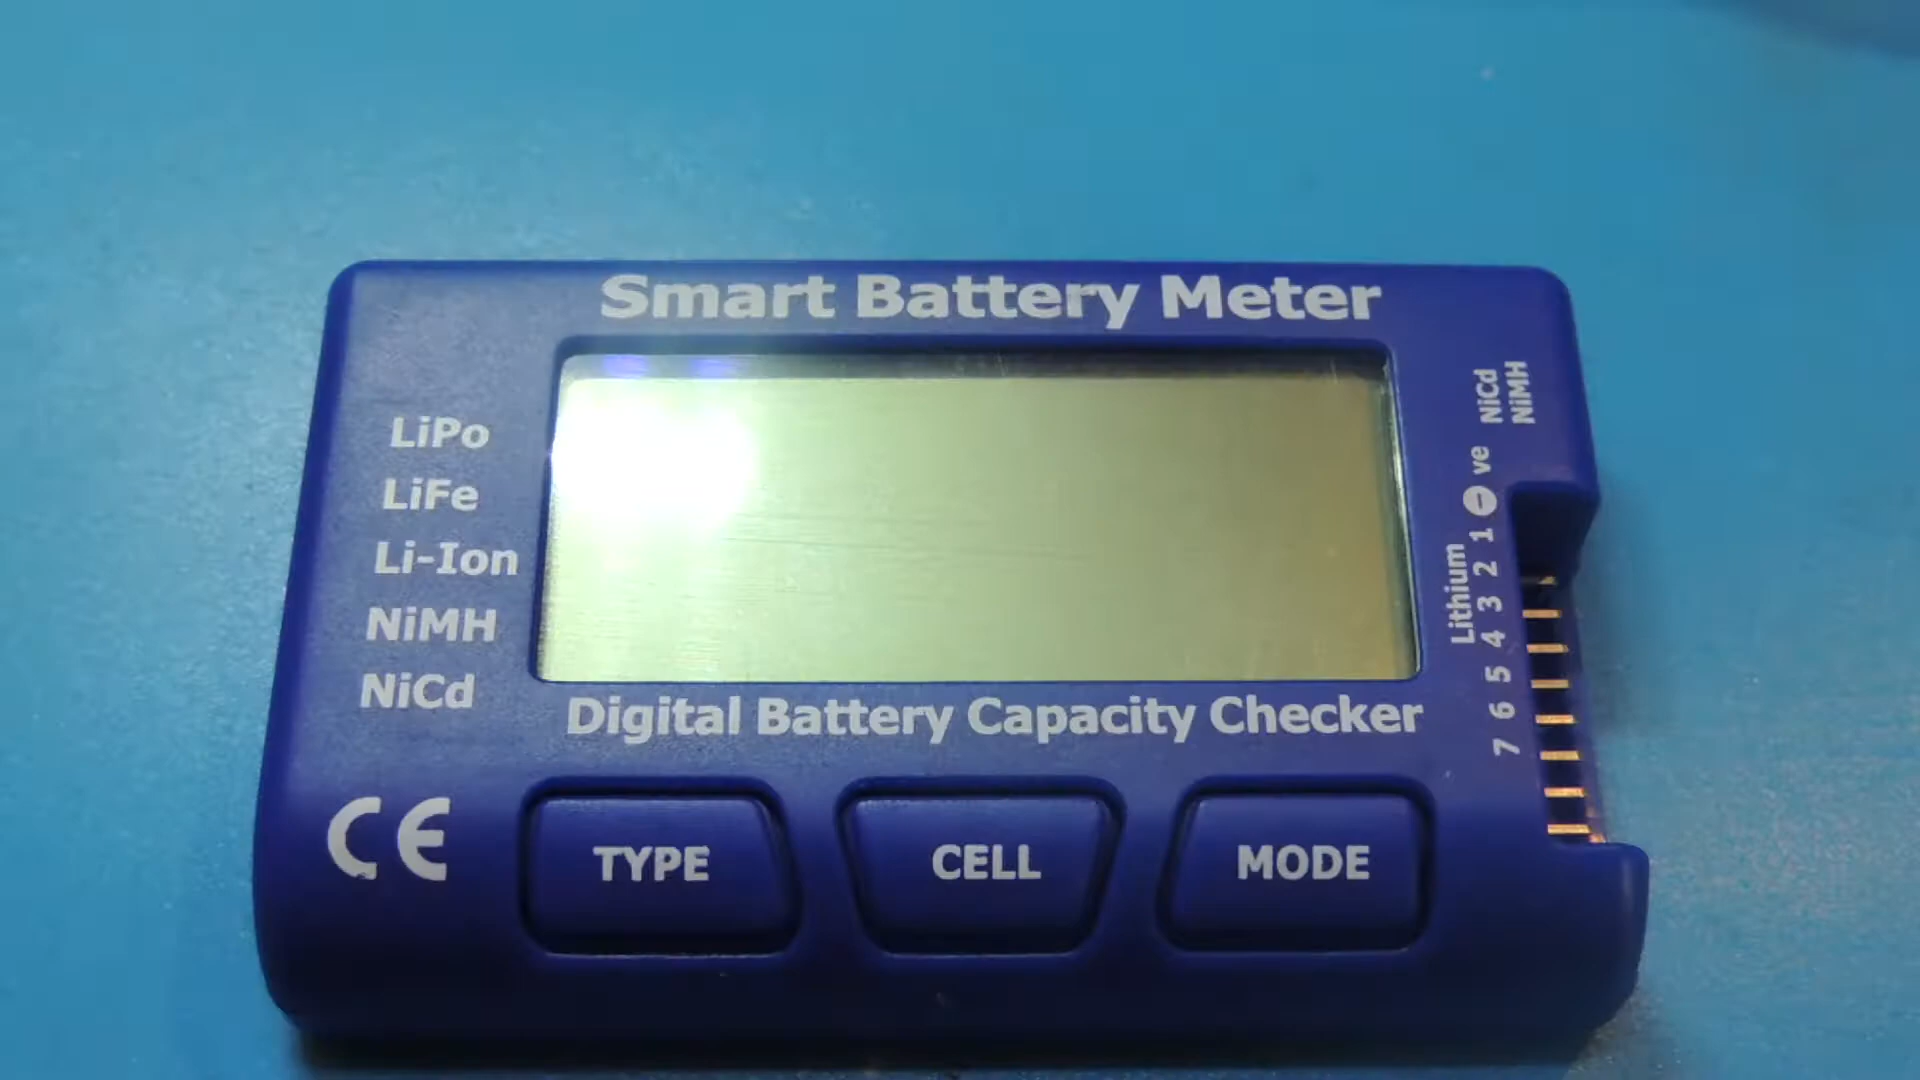 Smart Battery Meter
LiPo
LiFe
Li-Ion
NiMH
NiCd
Digital Battery Capacity Checker
CE
TYPE
CELL
MODE
NiCd
NiMH
⊖ ve
Lithium
7 6 5 4 3 2 1